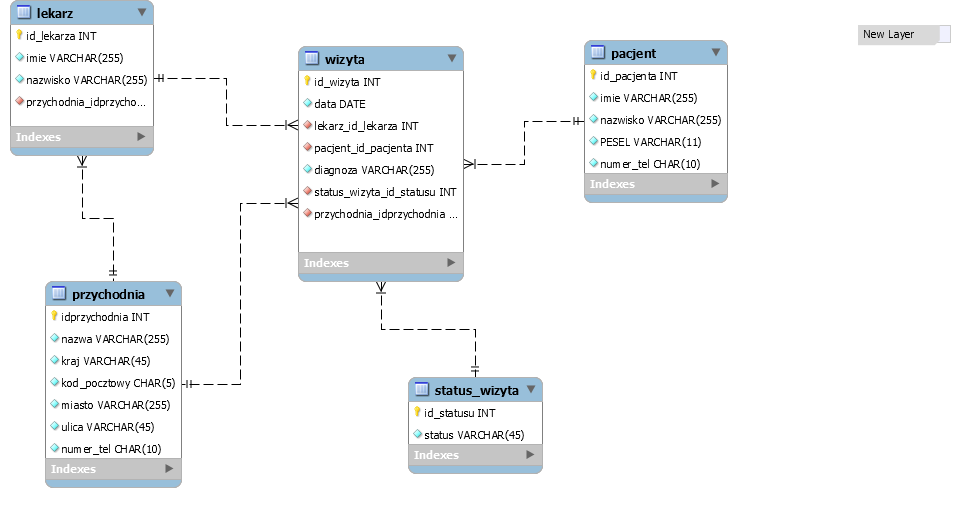 lekarz
id_lekarza INT
imie VARCHAR(255)
nazwisko VARCHAR(255)
przychodnia_idprzycho...
Indexes
wizyta
id_wizyta INT
data DATE
lekarz_id_lekarza INT
pacjent_id_pacjenta INT
diagnoza VARCHAR(255)
status_wizyta_id_statusu INT
przychodnia_idprzychodnia ...
Indexes
pacjent
id_pacjenta INT
imie VARCHAR(255)
nazwisko VARCHAR(255)
PESEL VARCHAR(11)
numer_tel CHAR(10)
Indexes
New Layer
przychodnia
idprzychodnia INT
nazwa VARCHAR(255)
kraj VARCHAR(45)
kod_pocztowy CHAR(5)
miasto VARCHAR(255)
ulica VARCHAR(45)
numer_tel CHAR(10)
Indexes
status_wizyta
id_statusu INT
status VARCHAR(45)
Indexes